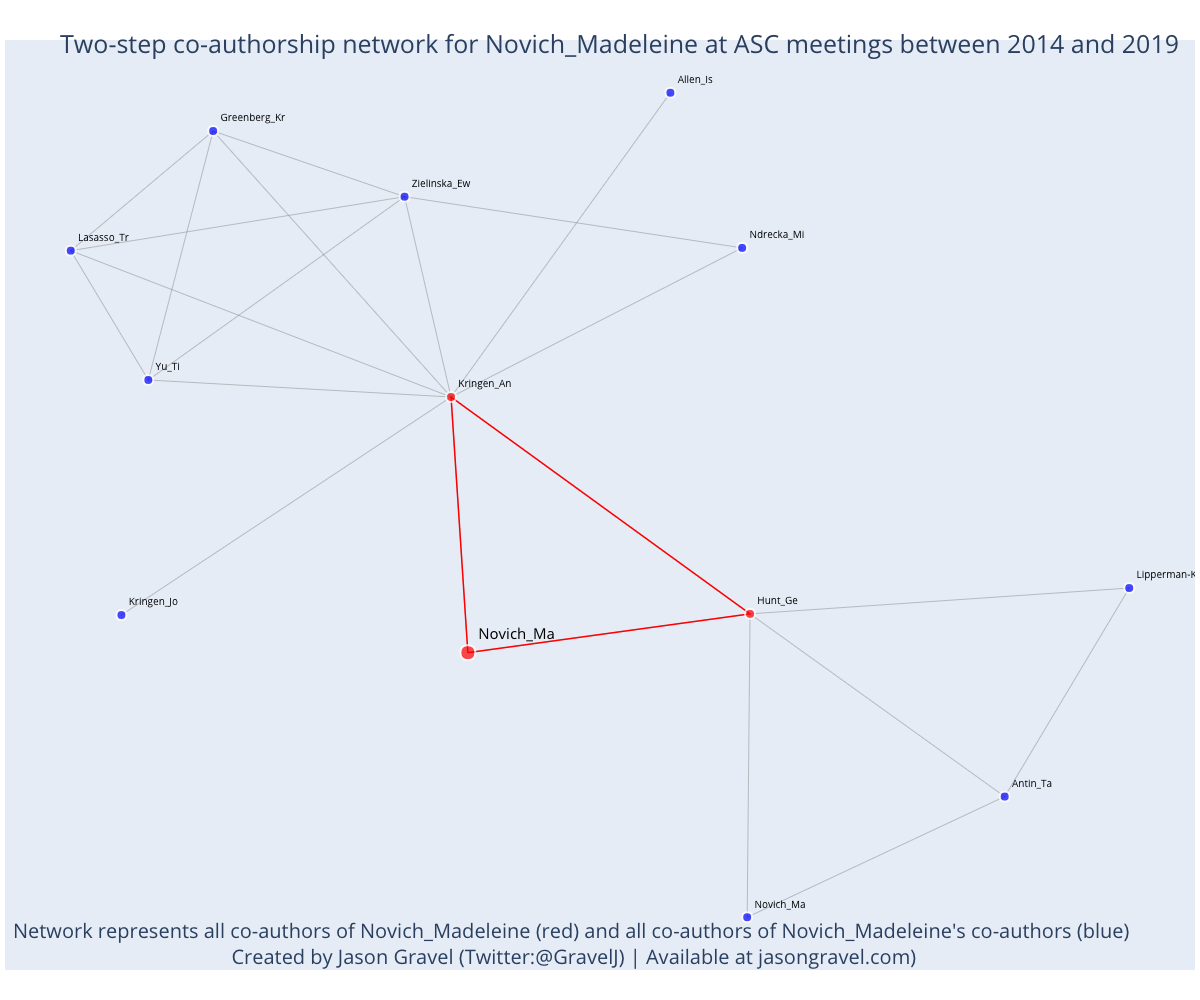 Two-step co-authorship network for Novich_Madeleine at ASC meetings between 2014 and 2019
Allen_Is
Greenberg_Kr
Zielinska_Ew
Lasasso_Tr
Ndrecka_Mi
Yu_Ti
Kringen_An
Lipperman-K
Kringen_Jo
Hunt_Ge
Novich_Ma
Antin_Ta
Novich_Ma
Network represents all co-authors of Novich_Madeleine (red) and all co-authors of Novich_Madeleine's co-authors (blue)
Created by Jason Gravel (Twitter:@GravelJ) | Available at jasongravel.com)